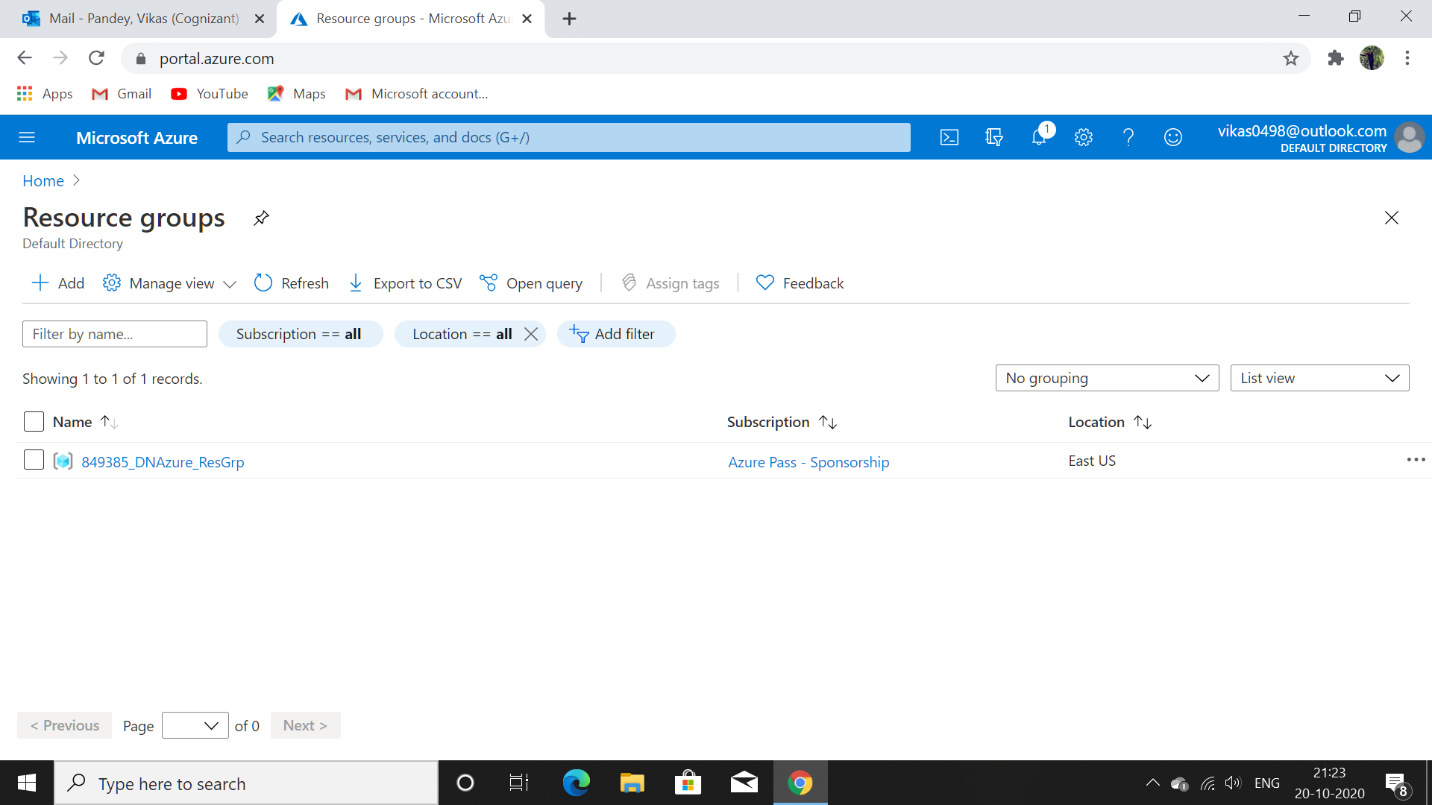 Mail - Pandey, Vikas (Cognizant)
Resource groups - Microsoft Azu
portal.azure.com
Apps Gmail YouTube Maps Microsoft account...
Microsoft Azure Search resources, services, and docs (G+/) 1 vikas0498@outlook.com
DEFAULT DIRECTORY
Home >
Resource groups
Default Directory
Add Manage view Refresh Export to CSV Open query Assign tags Feedback
Filter by name... Subscription == all Location == all Add filter
Showing 1 to 1 of 1 records. No grouping List view
Name Subscription Location
849385_DNAzure_ResGrp Azure Pass - Sponsorship East US
< Previous Page of 0 Next >
Type here to search ENG 21:23
20-10-2020 8